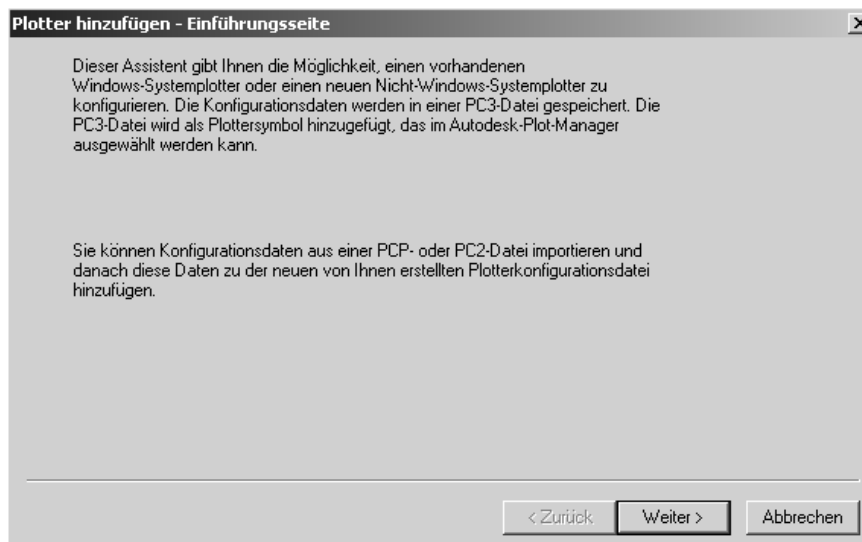 Plotter hinzufügen - Einführungsseite
Dieser Assistent gibt Ihnen die Möglichkeit, einen vorhandenen
Windows-Systemplotter oder einen neuen Nicht-Windows-Systemplotter zu
konfigurieren. Die Konfigurationsdaten werden in einer PC3-Datei gespeichert. Die
PC3-Datei wird als Plottersymbol hinzugefügt, das im Autodesk-Plot-Manager
ausgewählt werden kann.
Sie können Konfigurationsdaten aus einer PCP- oder PC2-Datei importieren und
danach diese Daten zu der neuen von Ihnen erstellten Plotterkonfigurationsdatei
hinzufügen.
< Zurück
Weiter >
Abbrechen